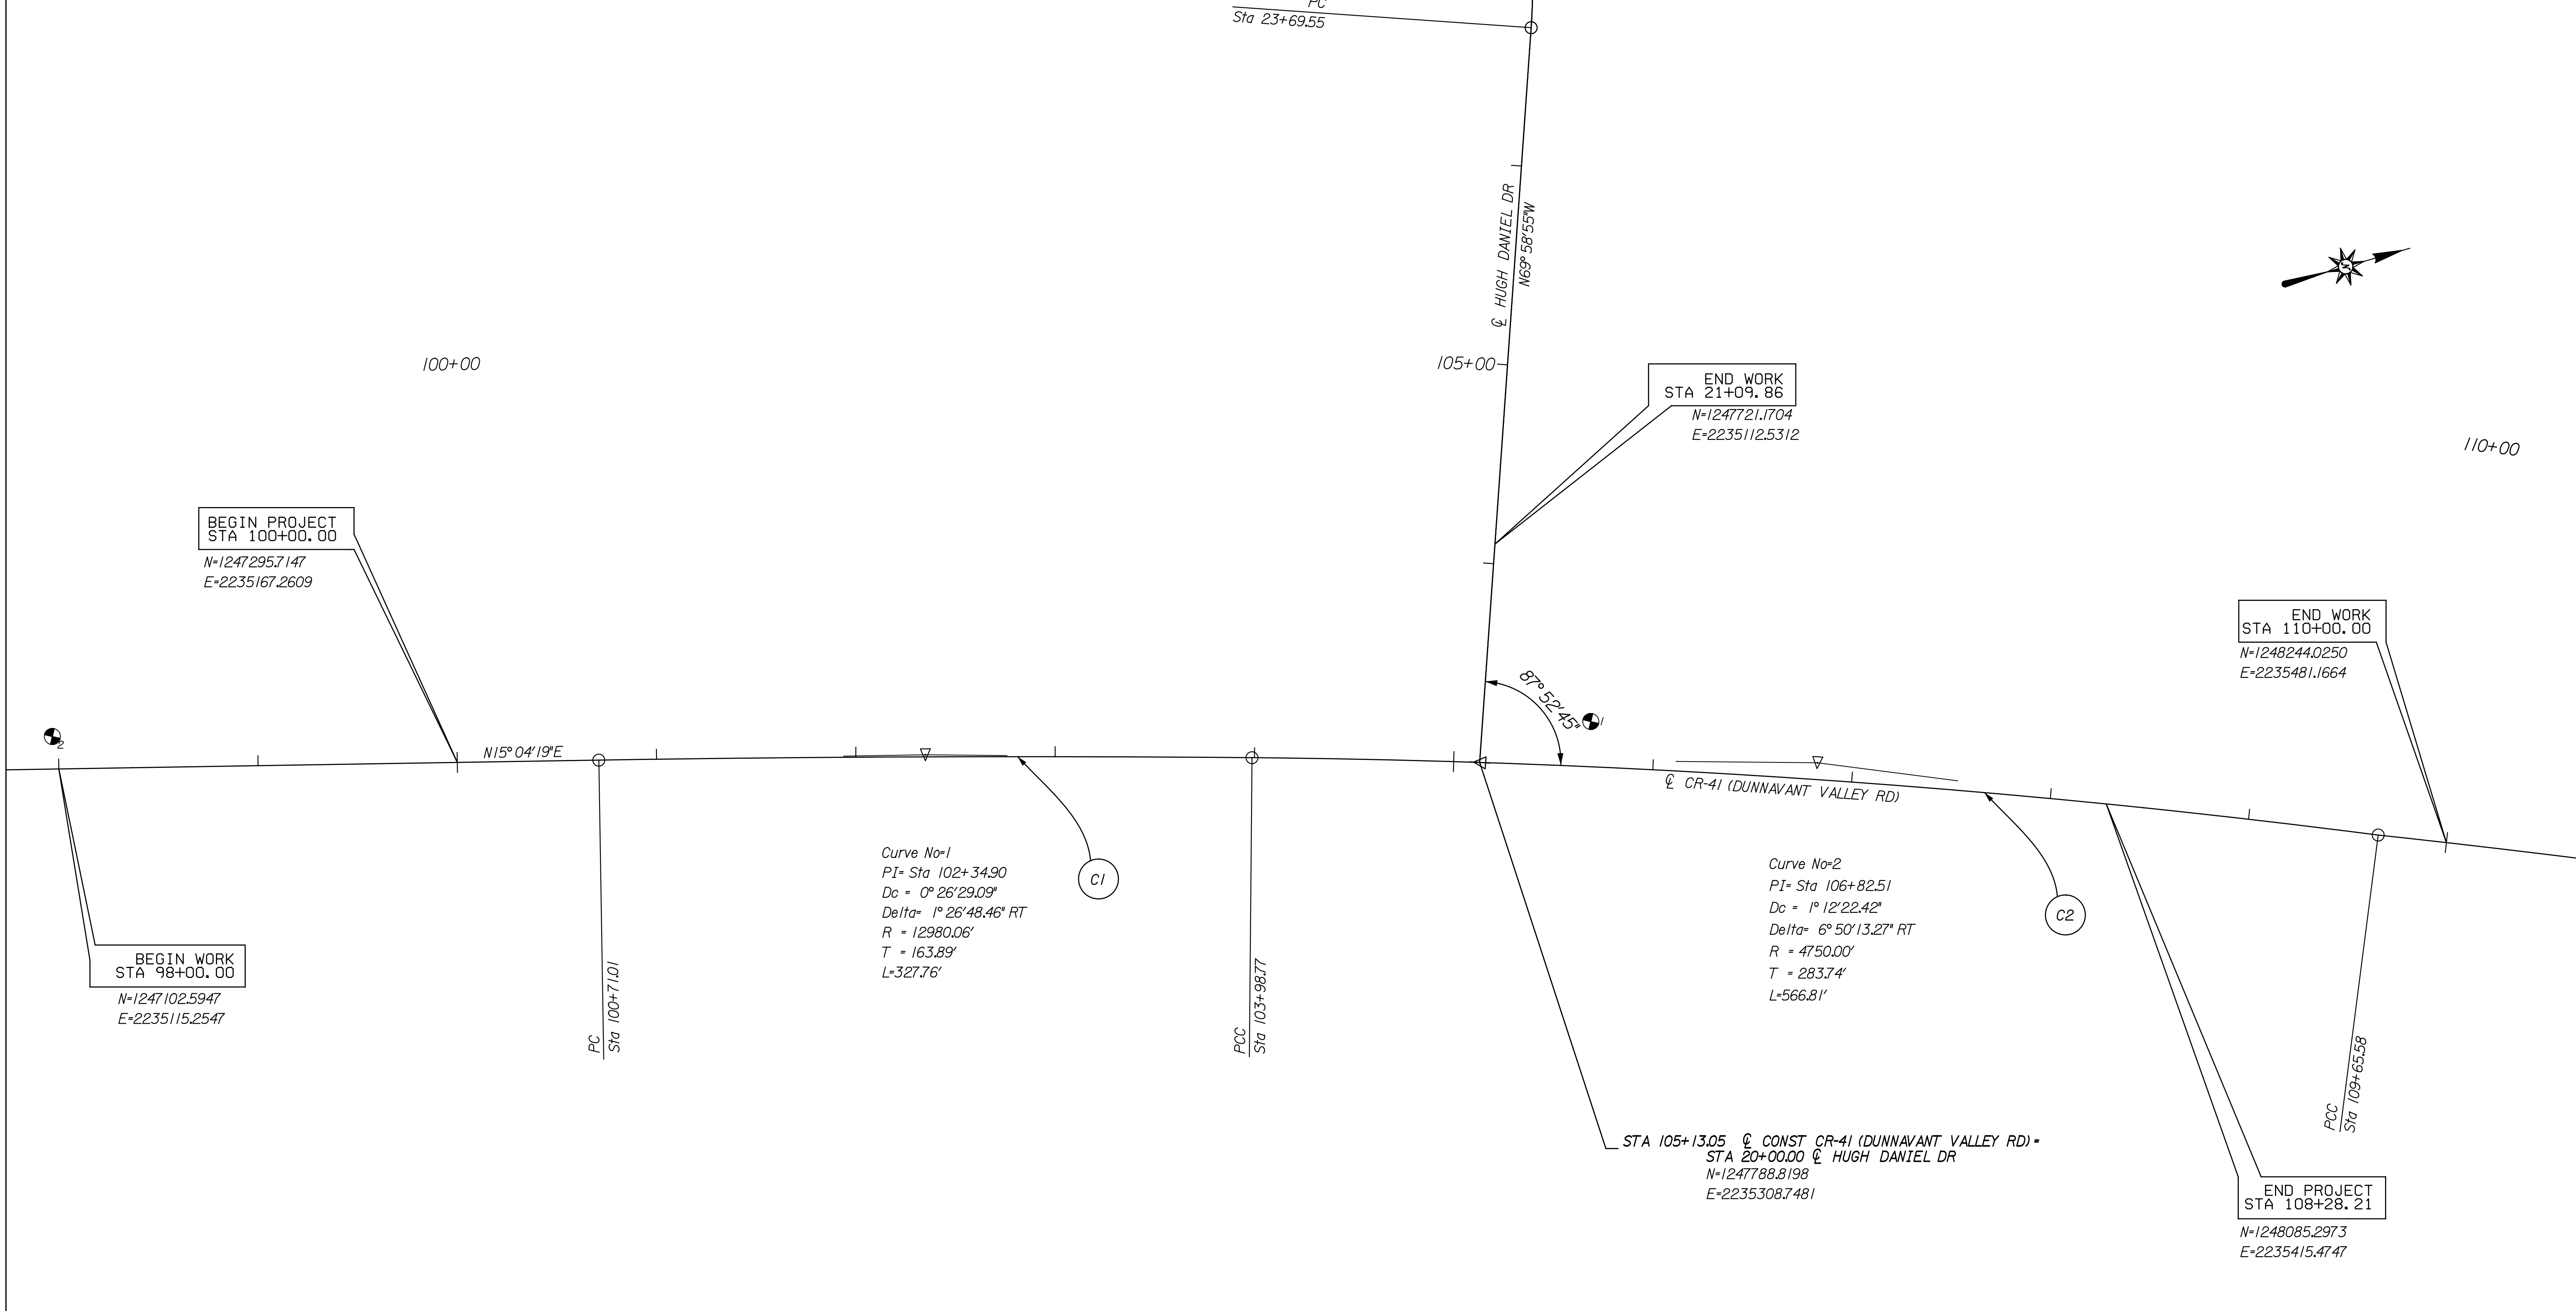 PC
Sta 23+69.55
℄ HUGH DANIEL DR
N69°58'55"W
100+00
105+00
END WORK
STA 21+09.86
N=1247721.1704
E=2235112.5312
110+00
BEGIN PROJECT
STA 100+00.00
N=1247295.7147
E=2235167.2609
END WORK
STA 110+00.00
N=1248244.0250
E=2235481.1664
87°52'45"
1
2
N15°04'19"E
℄ CR-41 (DUNNAVANT VALLEY RD)
Curve No=1
PI= Sta 102+34.90
Dc = 0°26'29.09"
Delta= 1°26'48.46" RT
R = 12980.06'
T = 163.89'
L=327.76'
C1
Curve No=2
PI= Sta 106+82.51
Dc = 1°12'22.42"
Delta= 6°50'13.27" RT
R = 4750.00'
T = 283.74'
L=566.81'
C2
BEGIN WORK
STA 98+00.00
N=1247102.5947
E=2235115.2547
PC
Sta 100+71.01
PCC
Sta 103+98.77
PCC
Sta 109+65.58
STA 105+13.05 ℄ CONST CR-41 (DUNNAVANT VALLEY RD) =
STA 20+00.00 ℄ HUGH DANIEL DR
N=1247788.8198
E=2235308.7481
END PROJECT
STA 108+28.21
N=1248085.2973
E=2235415.4747
N